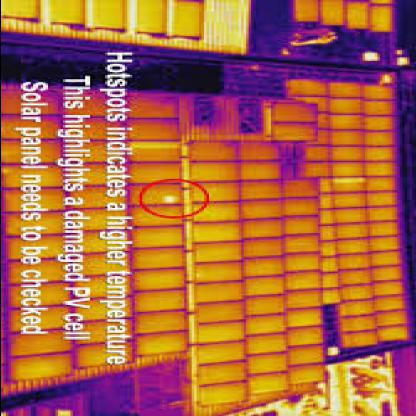 Hotspots indicates a higher temperature
This highlights a damaged PV cell
Solar panel needs to be checked